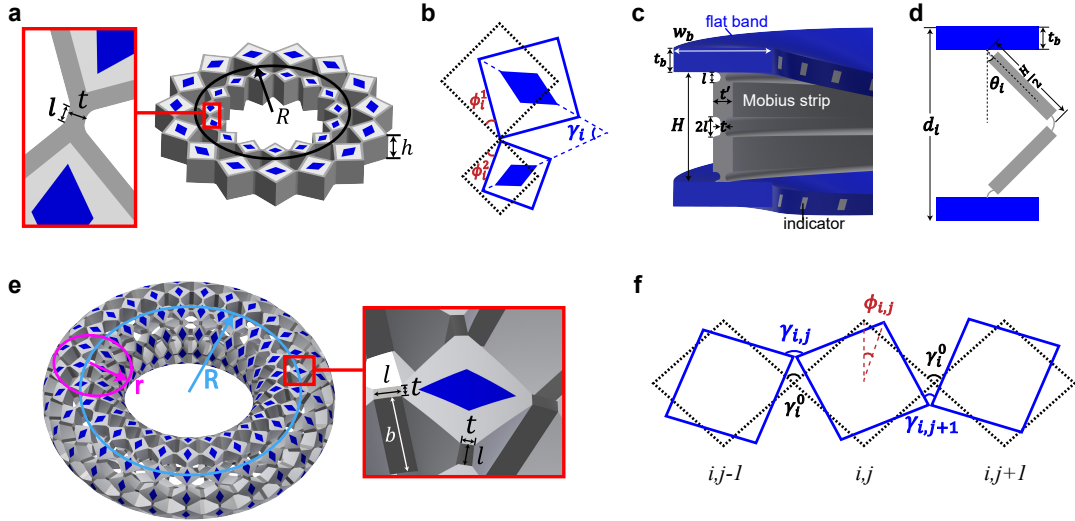 a
l
t
R
h
b
ϕ_i^1
ϕ_i^2
γ_i
c
flat band
w_b
t_b
l
t'
Mobius strip
H
2l
t
indicator
d
t_b
θ_i
H/2
d_i
e
r
R
l
t
b
t
l
f
ϕ_{i,j}
γ_{i,j}
γ_i^0
γ_i^0
γ_{i,j+1}
i,j-1
i,j
i,j+1